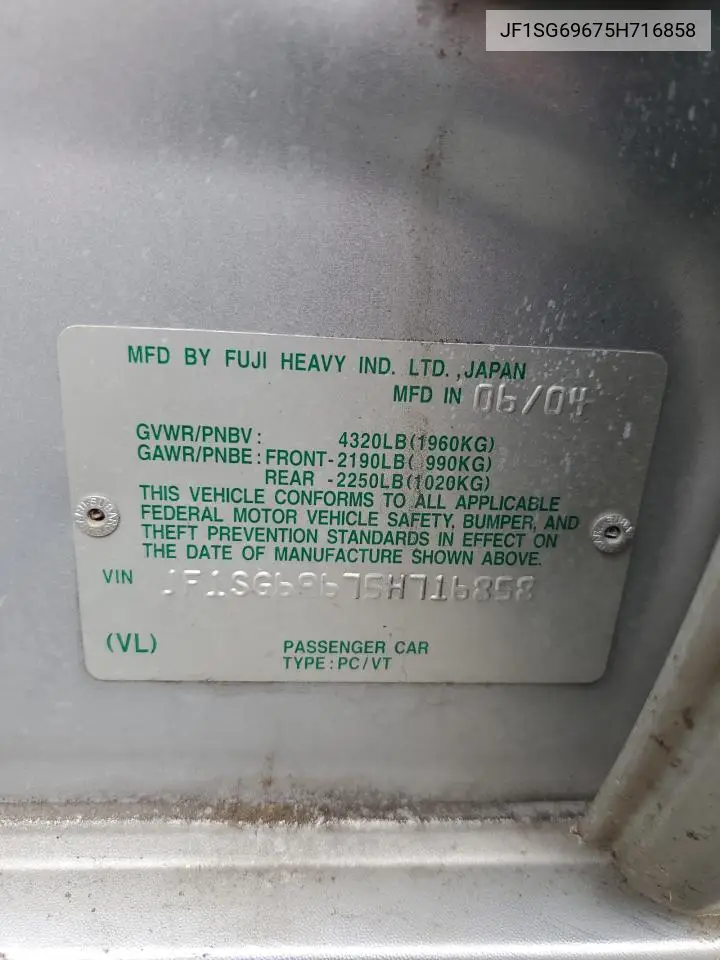 JF1SG69675H716858
MFD BY FUJI HEAVY IND. LTD., JAPAN
MFD IN 06/04
GVWR/PNBV: 4320LB(1960KG)
GAWR/PNBE: FRONT-2190LB( 990KG)
REAR -2250LB(1020KG)
THIS VEHICLE CONFORMS TO ALL APPLICABLE
FEDERAL MOTOR VEHICLE SAFETY, BUMPER, AND
THEFT PREVENTION STANDARDS IN EFFECT ON
THE DATE OF MANUFACTURE SHOWN ABOVE.
VIN JF1SG69675H716858
(VL) PASSENGER CAR
TYPE: PC/VT